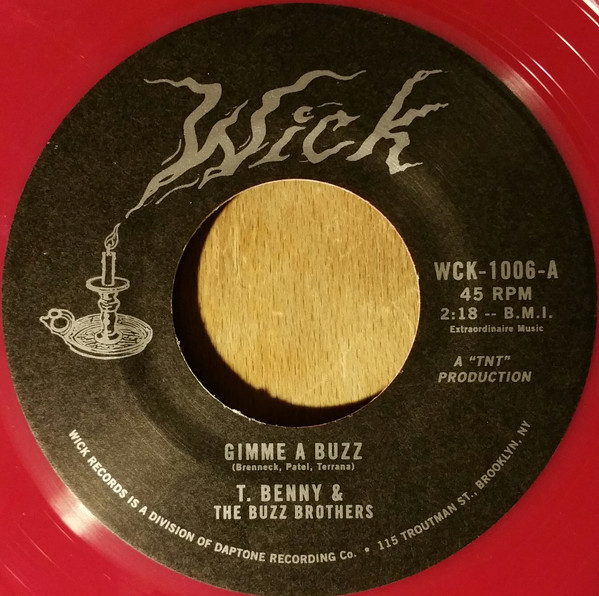 Wick
WCK-1006-A
45 RPM
2:18 -- B.M.I.
Extraordinaire Music
A "TNT"
PRODUCTION
GIMME A BUZZ
(Brenneck, Patel, Terrana)
T. BENNY &
THE BUZZ BROTHERS
WICK RECORDS IS A DIVISION OF DAPTONE RECORDING Co. • 115 TROUTMAN ST., BROOKLYN, NY